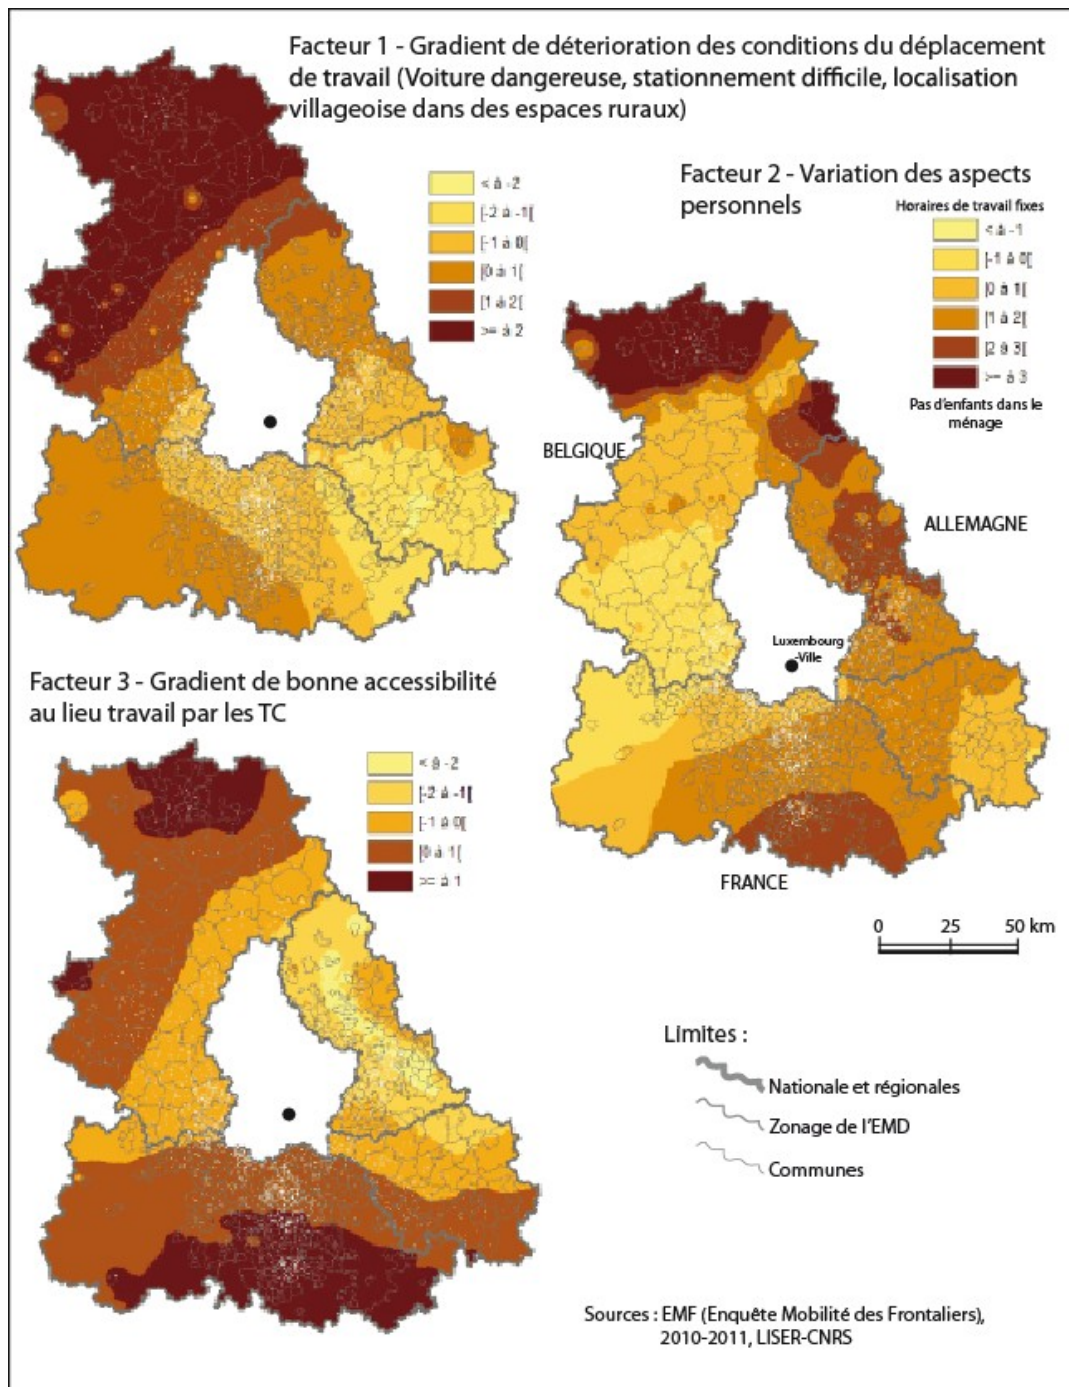 Facteur 1 - Gradient de déterioration des conditions du déplacement
de travail (Voiture dangereuse, stationnement difficile, localisation
villageoise dans des espaces ruraux)
< à -2
[-2 à -1[
[-1 à 0[
[0 à 1[
[1 à 2[
>= à 2
Facteur 2 - Variation des aspects
personnels
Horaires de travail fixes
< à -1
[-1 à 0[
[0 à 1[
[1 à 2[
[2 à 3[
>= à 3
Pas d'enfants dans le
ménage
BELGIQUE
ALLEMAGNE
Luxembourg
-Ville
FRANCE
0 25 50 km
Facteur 3 - Gradient de bonne accessibilité
au lieu travail par les TC
< à -2
[-2 à -1[
[-1 à 0[
[0 à 1[
>= à 1
Limites :
Nationale et régionales
Zonage de l'EMD
Communes
Sources : EMF (Enquête Mobilité des Frontaliers),
2010-2011, LISER-CNRS